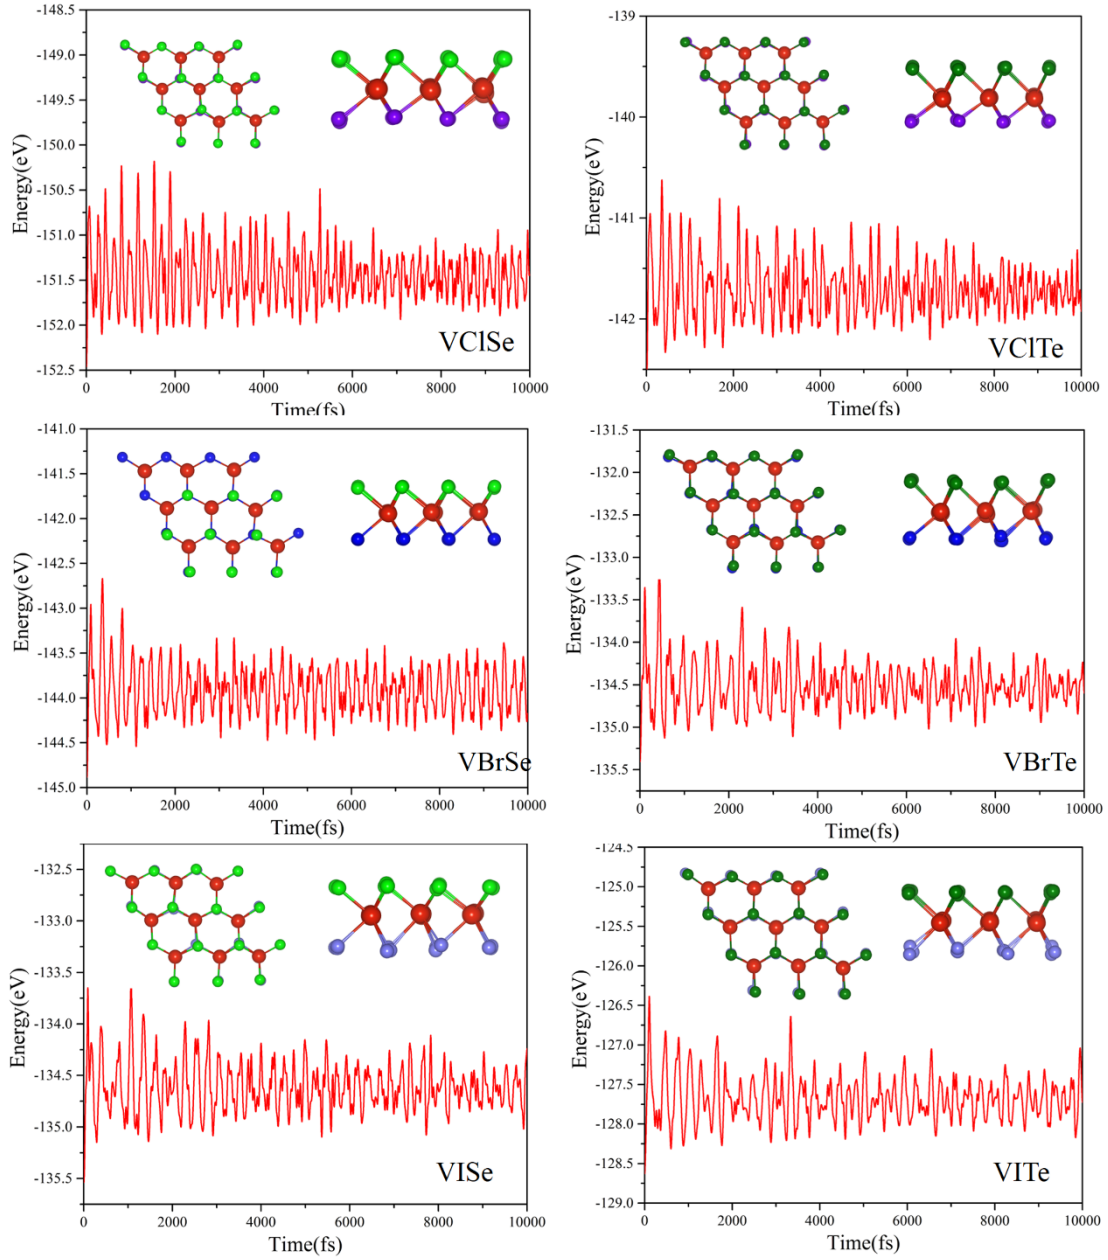 -148.5
-149.0
-149.5
-150.0
-150.5
-151.0
-151.5
-152.0
-152.5
Energy(eV)
VClSe
0 2000 4000 6000 8000 10000
Time(fs)
-139
-140
-141
-142
Energy(eV)
VClTe
0 2000 4000 6000 8000 10000
Time(fs)
-141.0
-141.5
-142.0
-142.5
-143.0
-143.5
-144.0
-144.5
-145.0
Energy(eV)
VBrSe
0 2000 4000 6000 8000 10000
Time(fs)
-131.5
-132.0
-132.5
-133.0
-133.5
-134.0
-134.5
-135.0
-135.5
Energy(eV)
VBrTe
0 2000 4000 6000 8000 10000
Time(fs)
-132.5
-133.0
-133.5
-134.0
-134.5
-135.0
-135.5
Energy(eV)
VISe
0 2000 4000 6000 8000 10000
Time(fs)
-124.5
-125.0
-125.5
-126.0
-126.5
-127.0
-127.5
-128.0
-128.5
-129.0
Energy(eV)
VITe
0 2000 4000 6000 8000 10000
Time(fs)